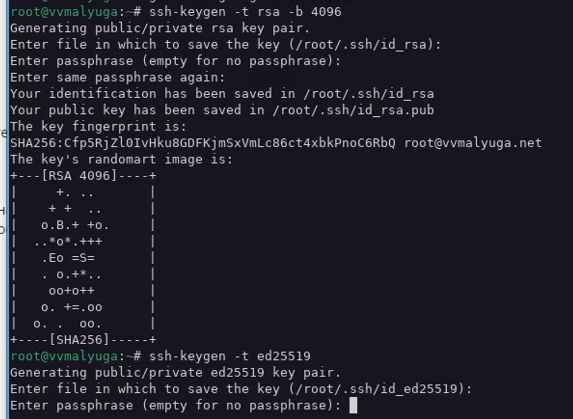 root@vvmalyuga:~# ssh-keygen -t rsa -b 4096
Generating public/private rsa key pair.
Enter file in which to save the key (/root/.ssh/id_rsa):
Enter passphrase (empty for no passphrase):
Enter same passphrase again:
Your identification has been saved in /root/.ssh/id_rsa
Your public key has been saved in /root/.ssh/id_rsa.pub
The key fingerprint is:
SHA256:Cfp5RjZl0IvHku8GDFKjmSxVmLc86ct4xbkPnoC6RbQ root@vvmalyuga.net
The key's randomart image is:
+---[RSA 4096]----+
|     +. ..       |
|    + +  ..      |
|   o.B.+ +o.     |
|  ..*o*.+++      |
|   .Eo =S=       |
|   . o.+*..      |
|    oo+o++       |
|   o. +=.oo      |
|  o. .  oo.      |
+----[SHA256]-----+
root@vvmalyuga:~# ssh-keygen -t ed25519
Generating public/private ed25519 key pair.
Enter file in which to save the key (/root/.ssh/id_ed25519):
Enter passphrase (empty for no passphrase):